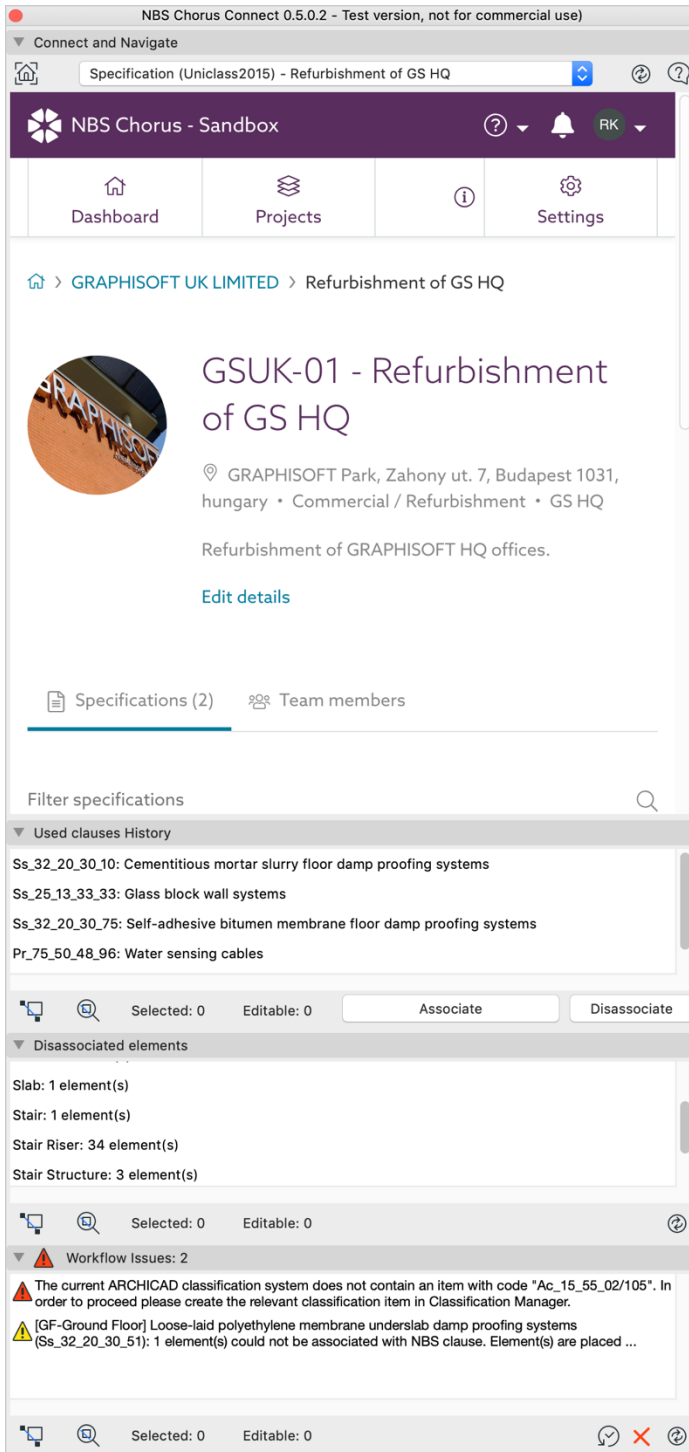 NBS Chorus Connect 0.5.0.2 - Test version, not for commercial use)
Connect and Navigate
Specification (Uniclass2015) - Refurbishment of GS HQ
NBS Chorus - Sandbox
RK
Dashboard
Projects
Settings
GRAPHISOFT UK LIMITED > Refurbishment of GS HQ
GRAPHISOFT
GSUK-01 - Refurbishment
of GS HQ
GRAPHISOFT Park, Zahony ut. 7, Budapest 1031,
hungary • Commercial / Refurbishment • GS HQ
Refurbishment of GRAPHISOFT HQ offices.
Edit details
Specifications (2)
Team members
Filter specifications
Used clauses History
Ss_32_20_30_10: Cementitious mortar slurry floor damp proofing systems
Ss_25_13_33_33: Glass block wall systems
Ss_32_20_30_75: Self-adhesive bitumen membrane floor damp proofing systems
Pr_75_50_48_96: Water sensing cables
Selected: 0
Editable: 0
Associate
Disassociate
Disassociated elements
Slab: 1 element(s)
Stair: 1 element(s)
Stair Riser: 34 element(s)
Stair Structure: 3 element(s)
Selected: 0
Editable: 0
Workflow Issues: 2
The current ARCHICAD classification system does not contain an item with code "Ac_15_55_02/105". In
order to proceed please create the relevant classification item in Classification Manager.
[GF-Ground Floor] Loose-laid polyethylene membrane underslab damp proofing systems
(Ss_32_20_30_51): 1 element(s) could not be associated with NBS clause. Element(s) are placed ...
Selected: 0
Editable: 0